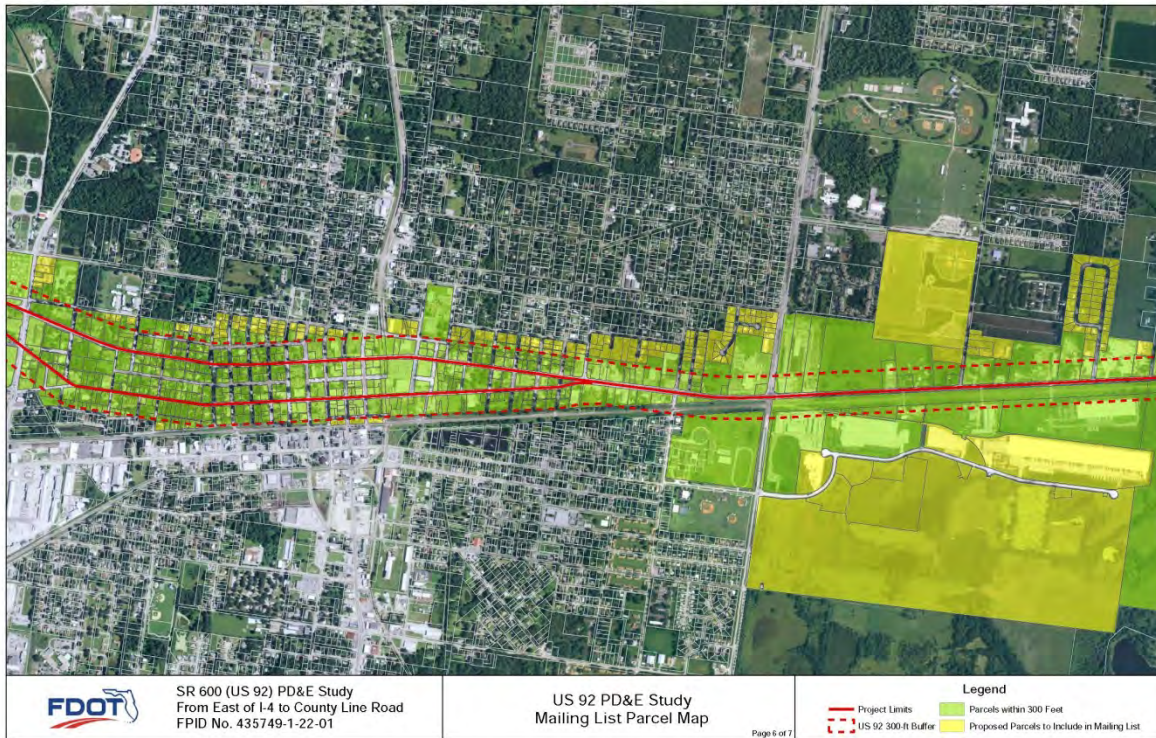 FDOT
SR 600 (US 92) PD&E Study
From East of I-4 to County Line Road
FPID No. 435749-1-22-01
US 92 PD&E Study
Mailing List Parcel Map
Page 6 of 7
Legend
Project Limits
US 92 300-ft Buffer
Parcels within 300 Feet
Proposed Parcels to Include in Mailing List